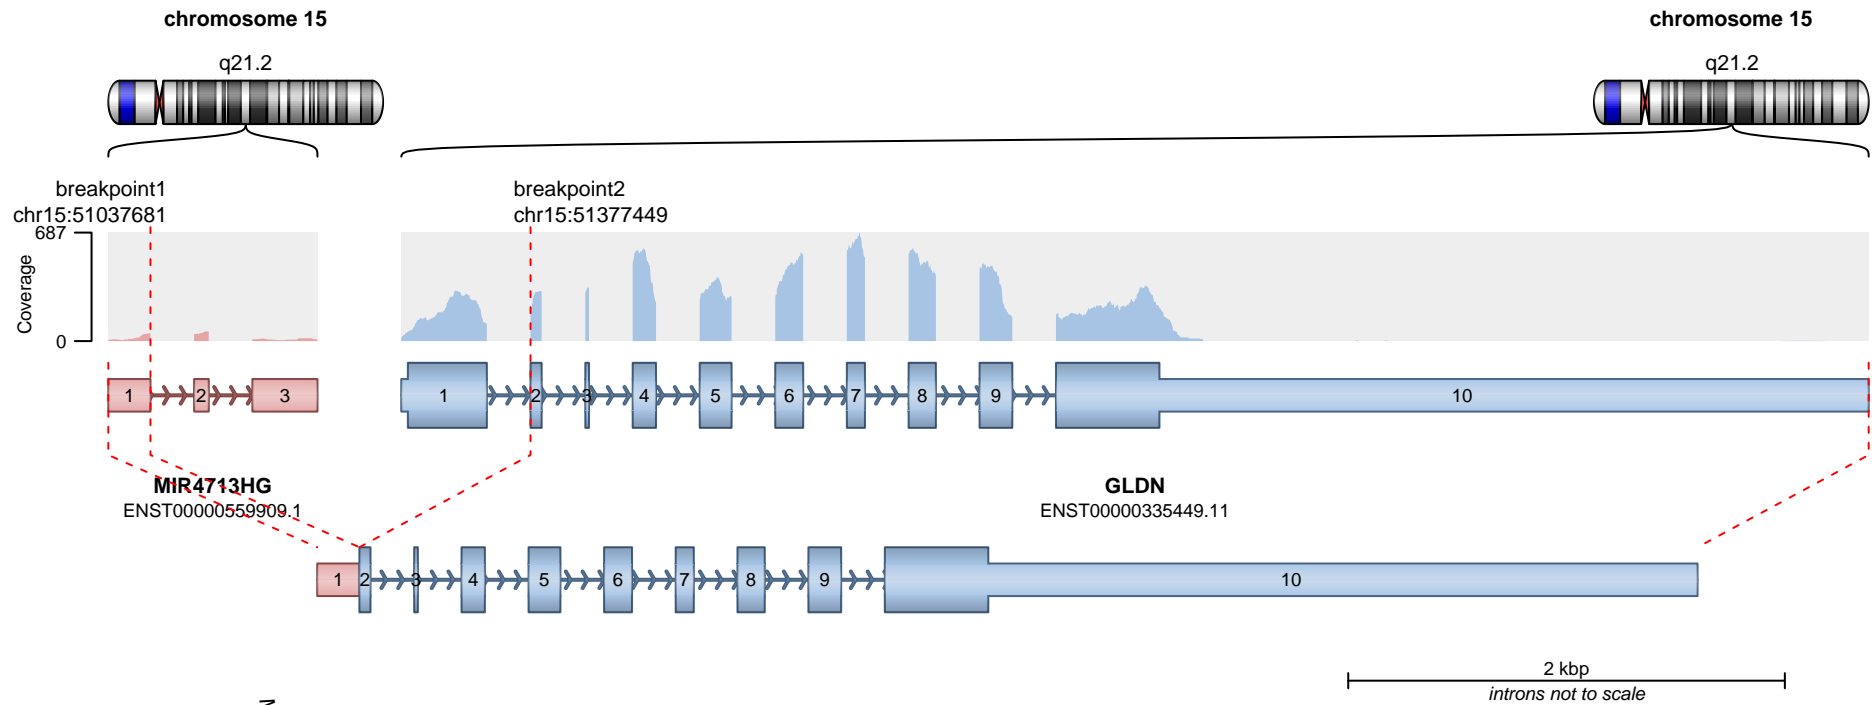 chromosome 15
chromosome 15
q21.2
q21.2
breakpoint1
chr15:51037681
breakpoint2
chr15:51377449
687
Coverage
0
1 2 3
1 2 3 4 5 6 7 8 9 10
MIR4713HG
ENST00000559909.1
GLDN
ENST00000335449.11
1 2 3 4 5 6 7 8 9 10
2 kbp
introns not to scale